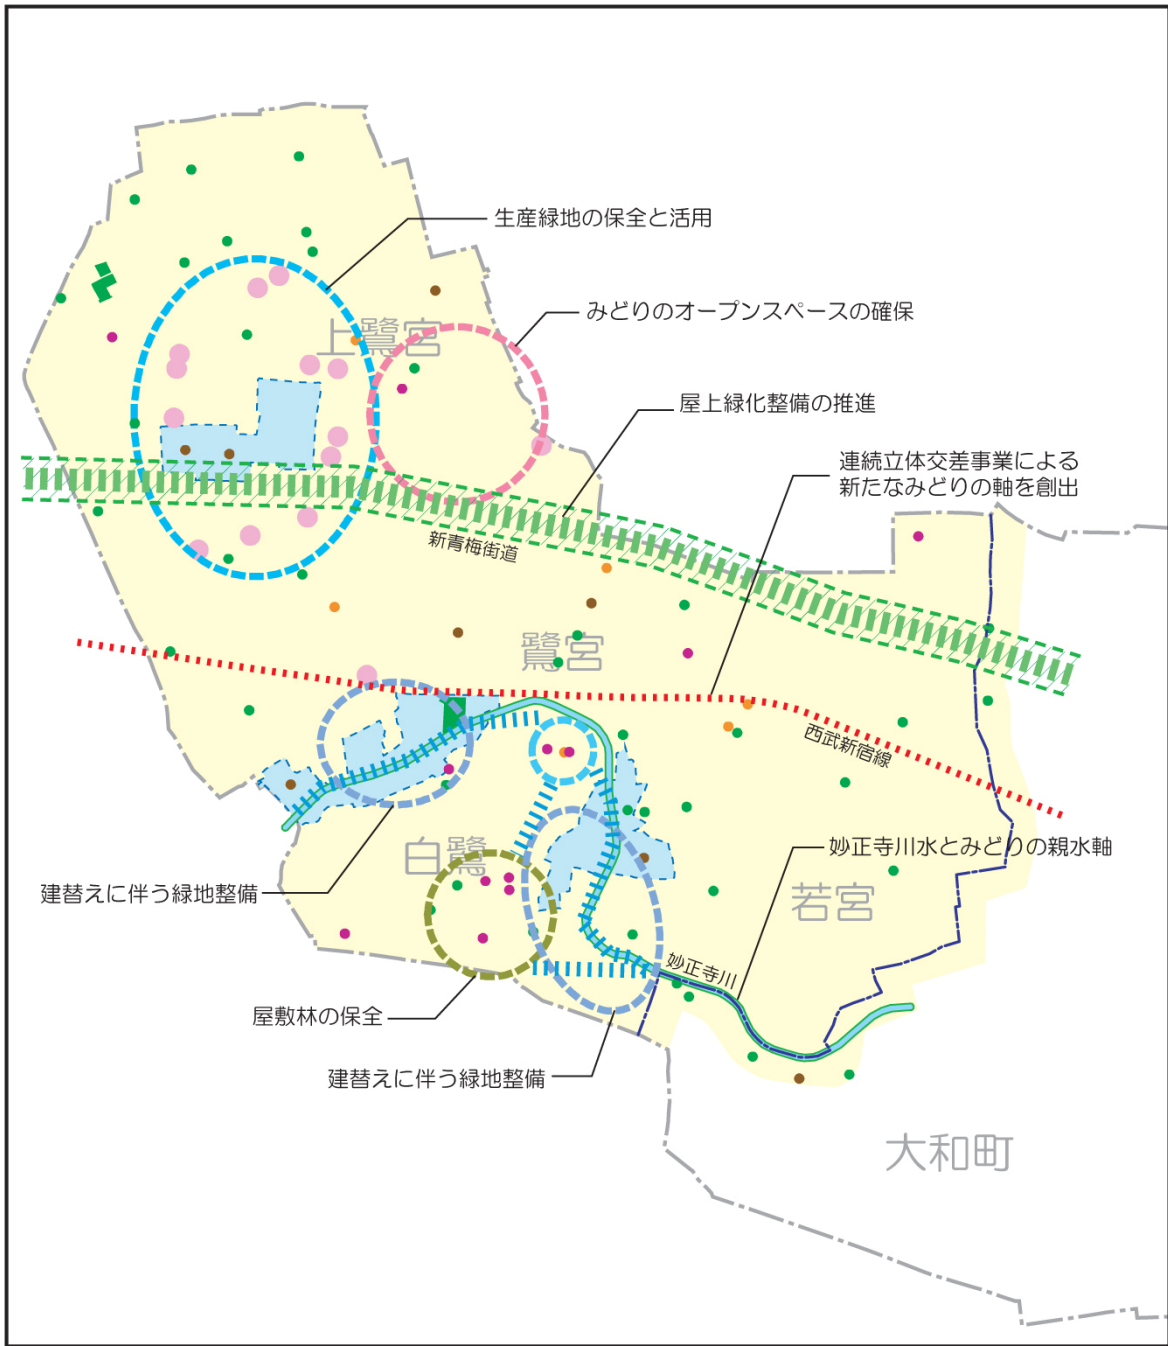 生産緑地の保全と活用
みどりのオープンスペースの確保
上鷺宮
屋上緑化整備の推進
連続立体交差事業による
新たなみどりの軸を創出
新青梅街道
鷺宮
西武新宿線
妙正寺川水とみどりの親水軸
白鷺
建替えに伴う緑地整備
若宮
妙正寺川
屋敷林の保全
建替えに伴う緑地整備
大和町